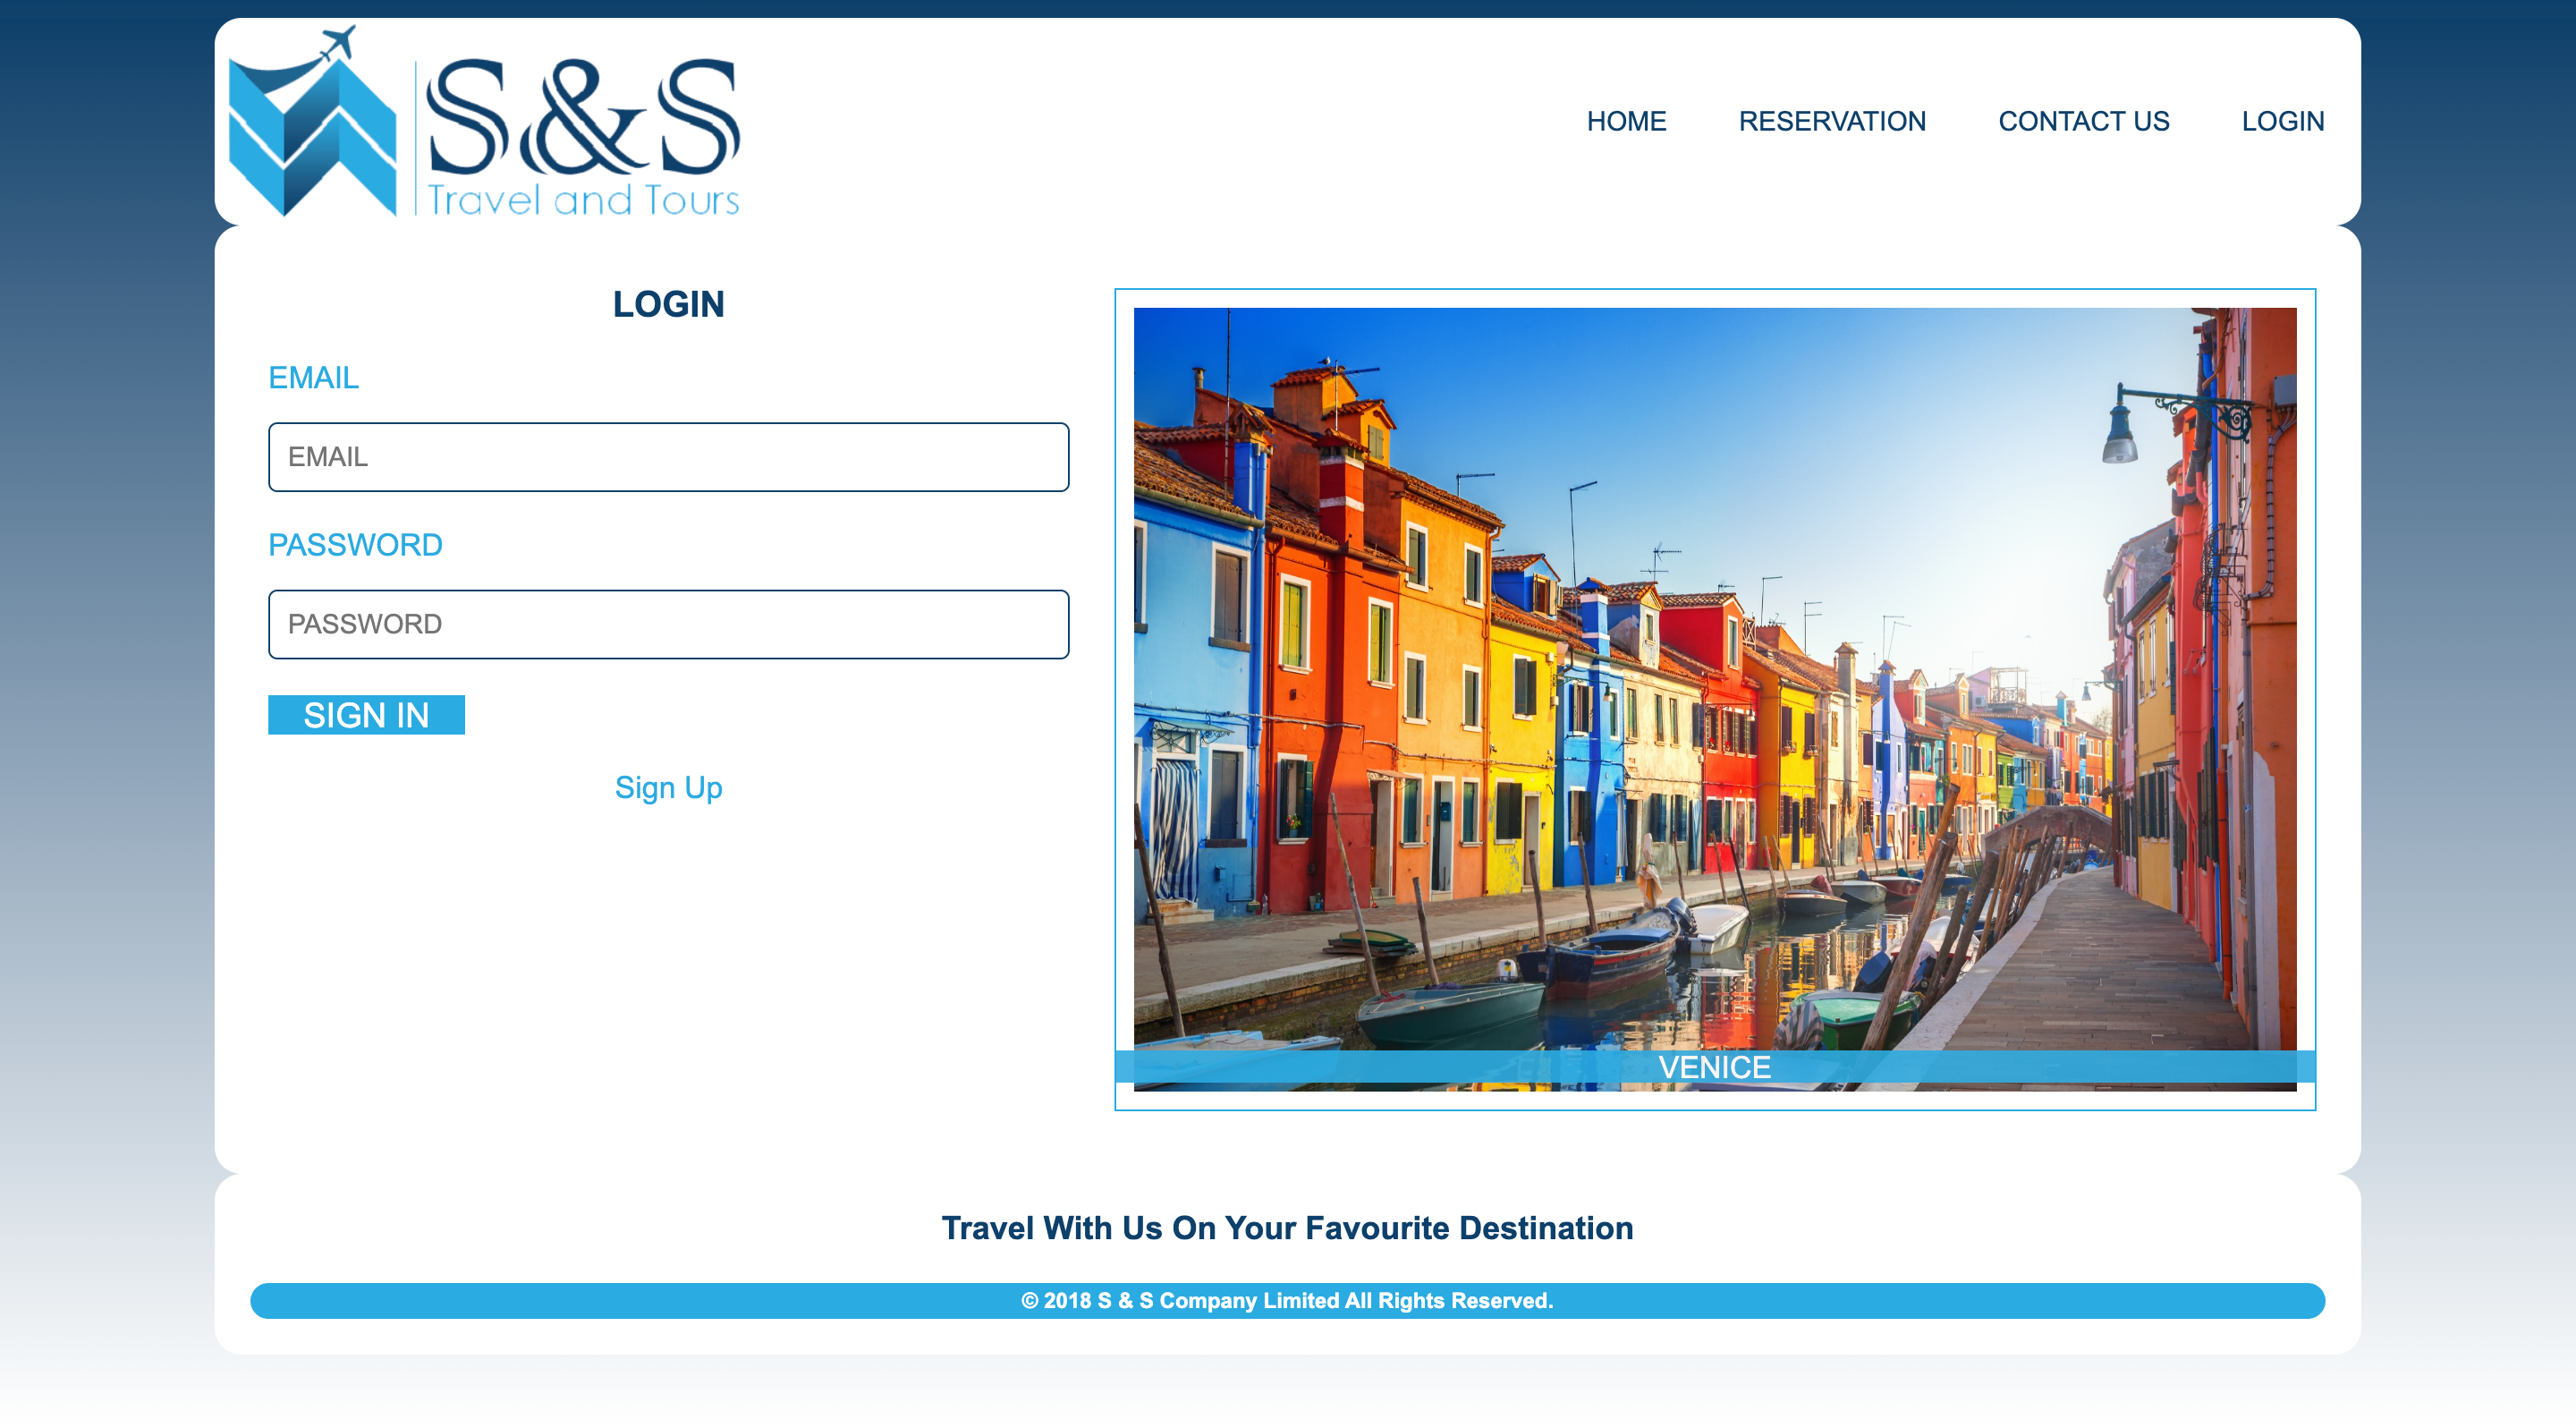 S&S
Travel and Tours
HOME RESERVATION CONTACT US LOGIN
LOGIN
EMAIL
EMAIL
PASSWORD
PASSWORD
SIGN IN
Sign Up
VENICE
Travel With Us On Your Favourite Destination
© 2018 S & S Company Limited All Rights Reserved.